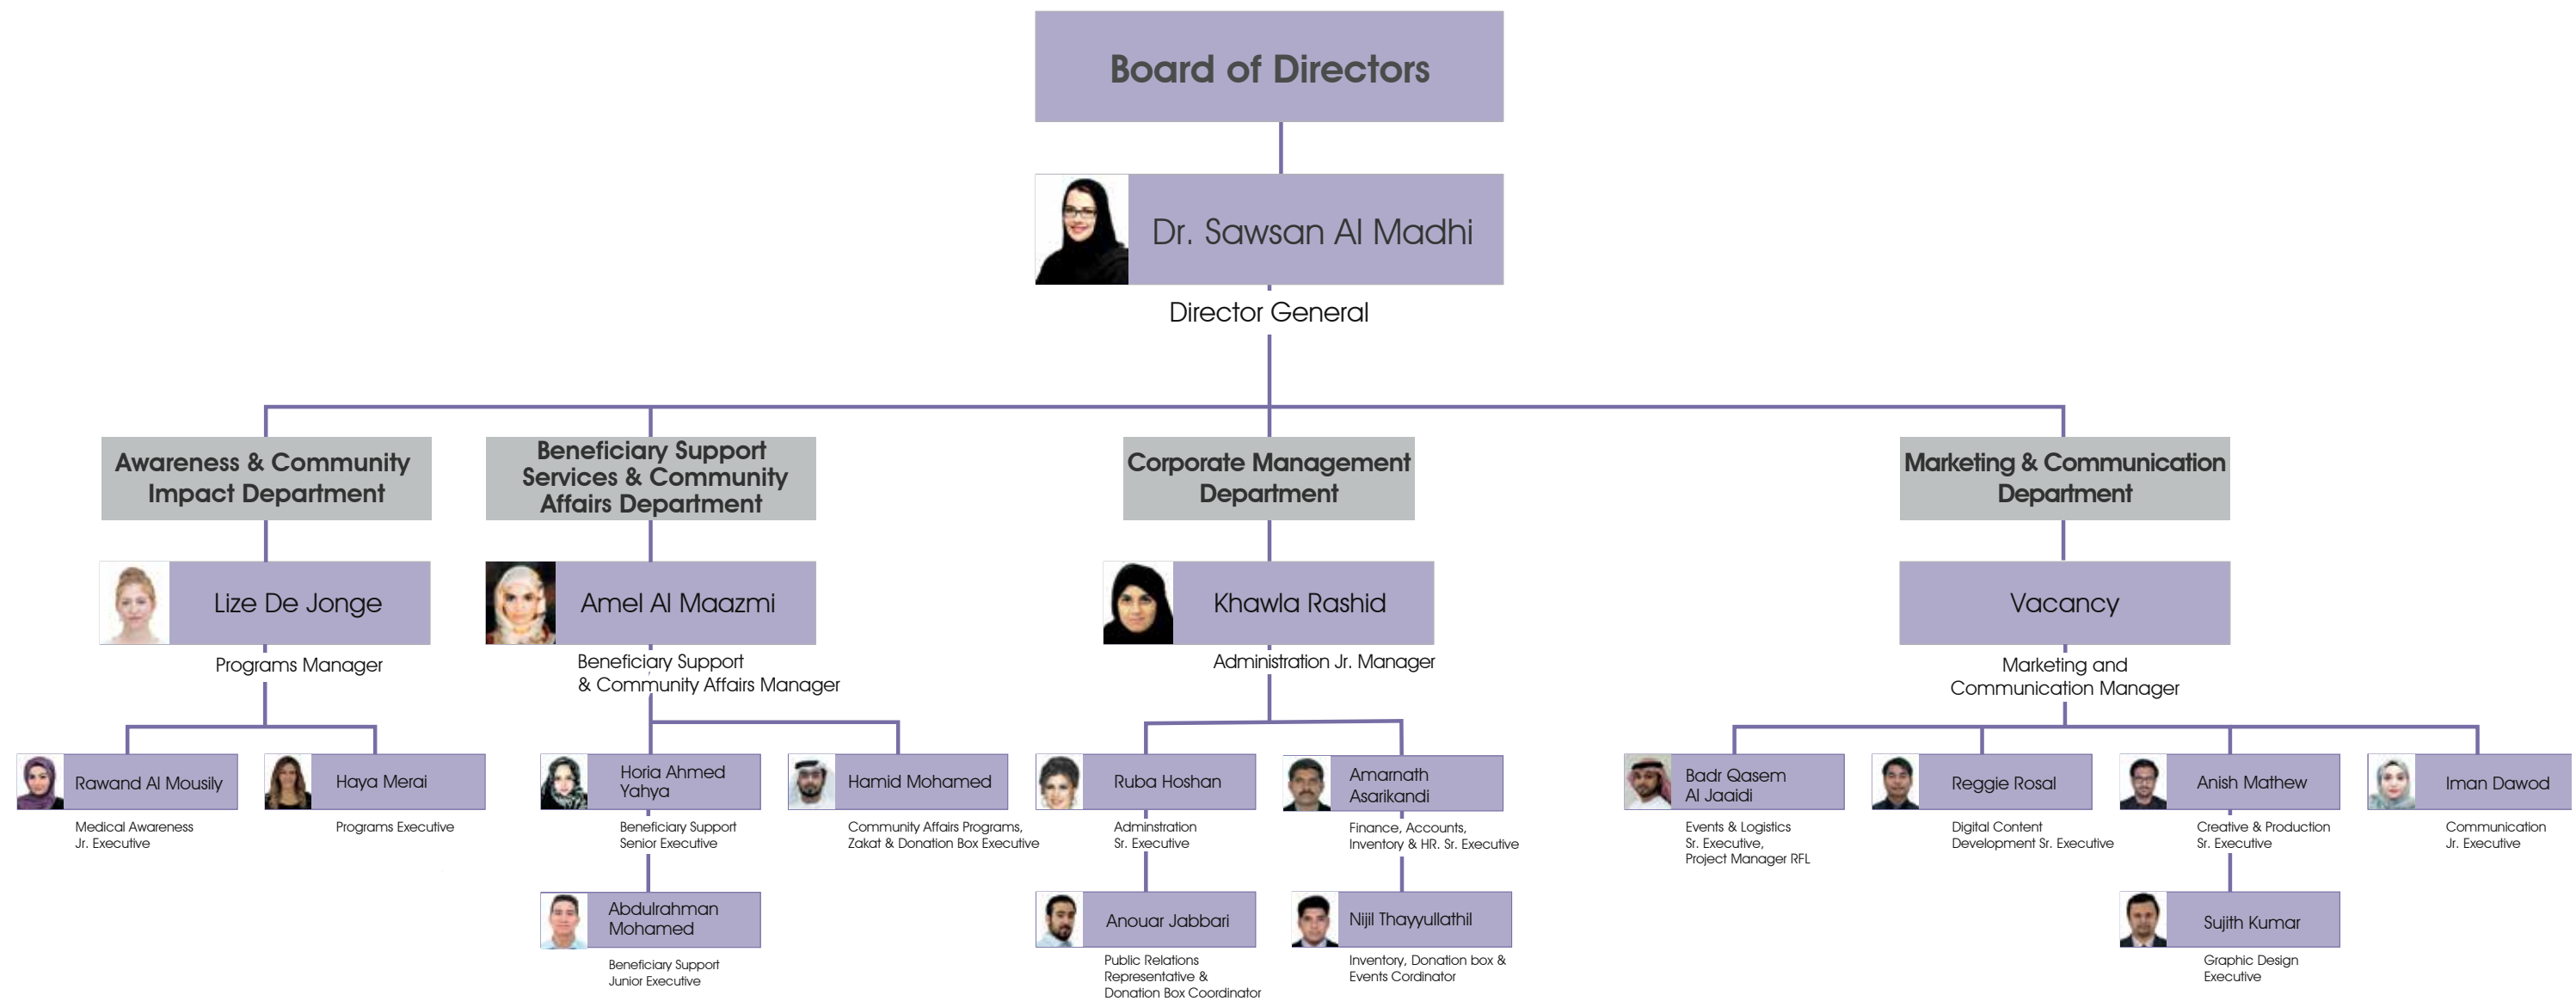 Board of Directors
Dr. Sawsan Al Madhi
Director General
Awareness & Community
Impact Department
Beneficiary Support
Services & Community
Affairs Department
Corporate Management
Department
Marketing & Communication
Department
Lize De Jonge
Programs Manager
Amel Al Maazmi
Beneficiary Support
& Community Affairs Manager
Khawla Rashid
Administration Jr. Manager
Vacancy
Marketing and
Communication Manager
Rawand Al Mousily
Medical Awareness
Jr. Executive
Haya Merai
Programs Executive
Horia Ahmed
Yahya
Beneficiary Support
Senior Executive
Hamid Mohamed
Community Affairs Programs,
Zakat & Donation Box Executive
Ruba Hoshan
Adminstration
Sr. Executive
Amarnath
Asarikandi
Finance, Accounts,
Inventory & HR. Sr. Executive
Badr Qasem
Al Jaaidi
Events & Logistics
Sr. Executive,
Project Manager RFL
Reggie Rosal
Digital Content
Development Sr. Executive
Anish Mathew
Creative & Production
Sr. Executive
Iman Dawod
Communication
Jr. Executive
Abdulrahman
Mohamed
Beneficiary Support
Junior Executive
Anouar Jabbari
Public Relations
Representative &
Donation Box Coordinator
Nijil Thayyullathil
Inventory, Donation box &
Events Cordinator
Sujith Kumar
Graphic Design
Executive